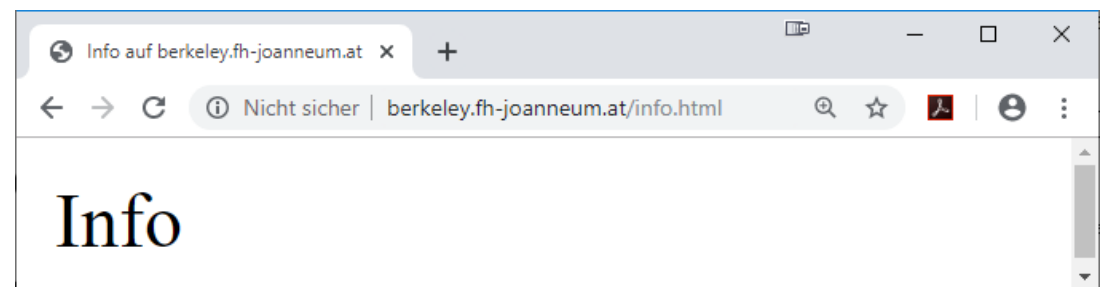 Info auf berkeley.fh-joanneum.at
Nicht sicher berkeley.fh-joanneum.at/info.html
Info